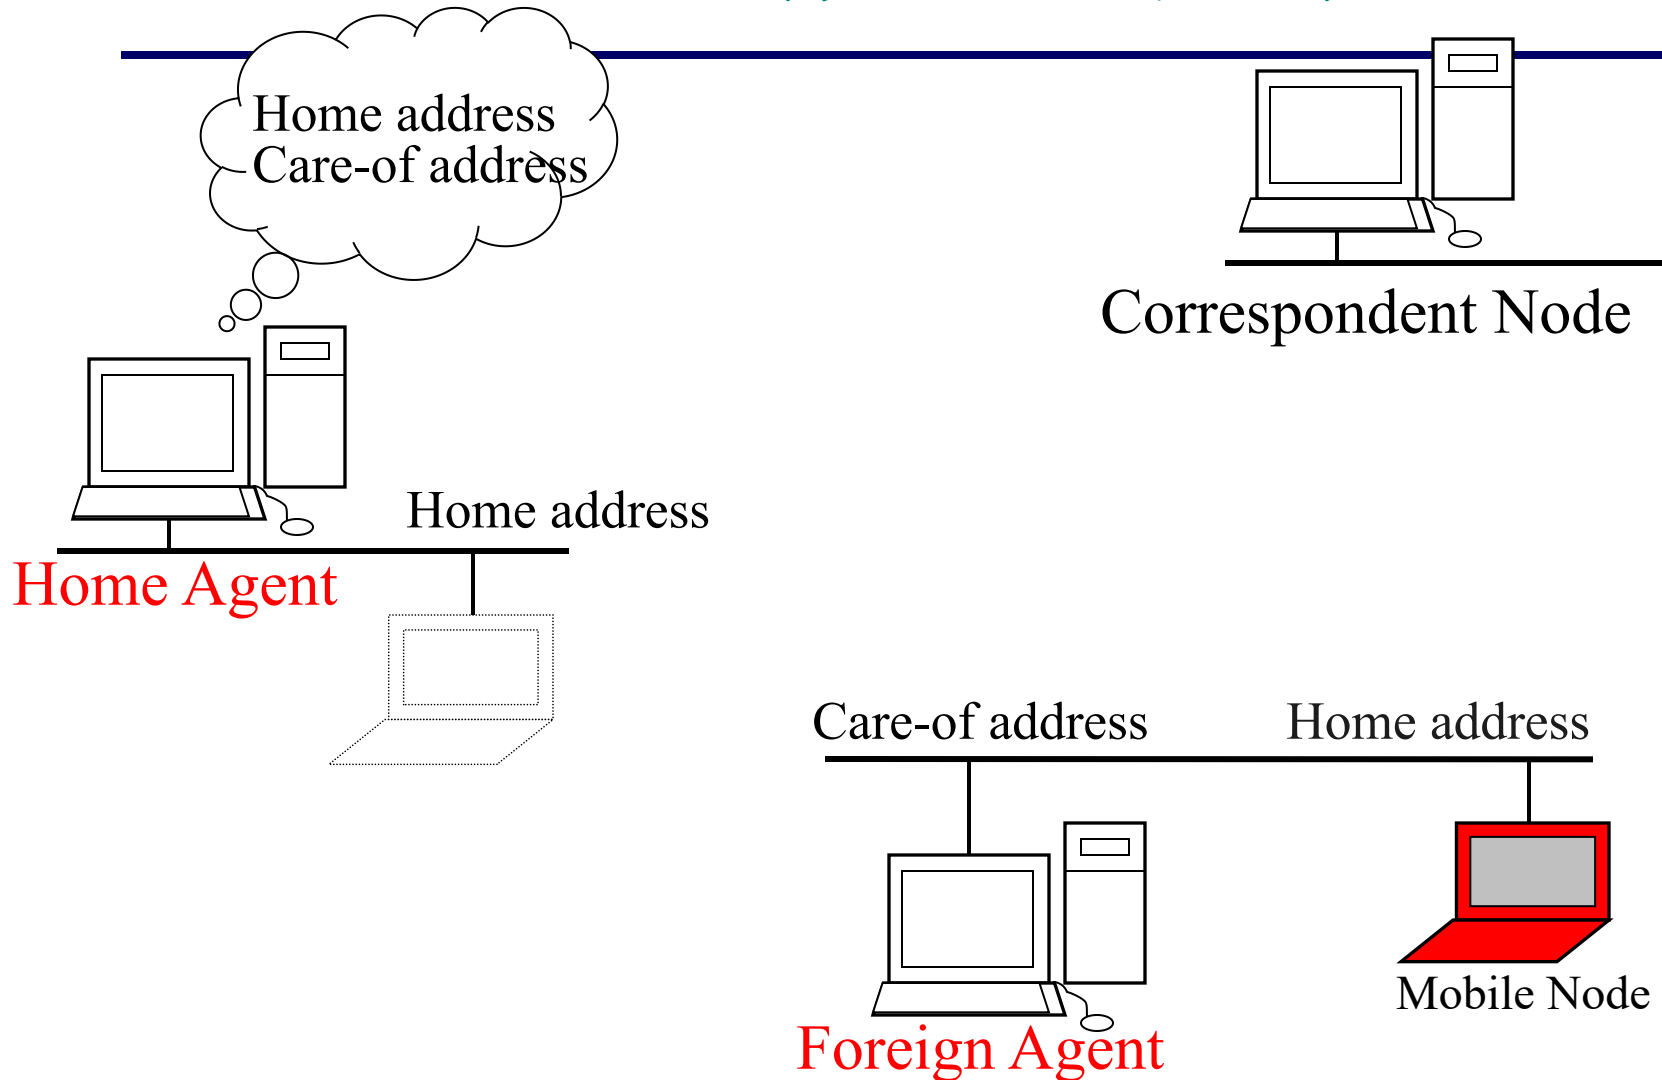 Home address
Care-of address
Correspondent Node
Home address
Home Agent
Care-of address
Home address
Mobile Node
Foreign Agent